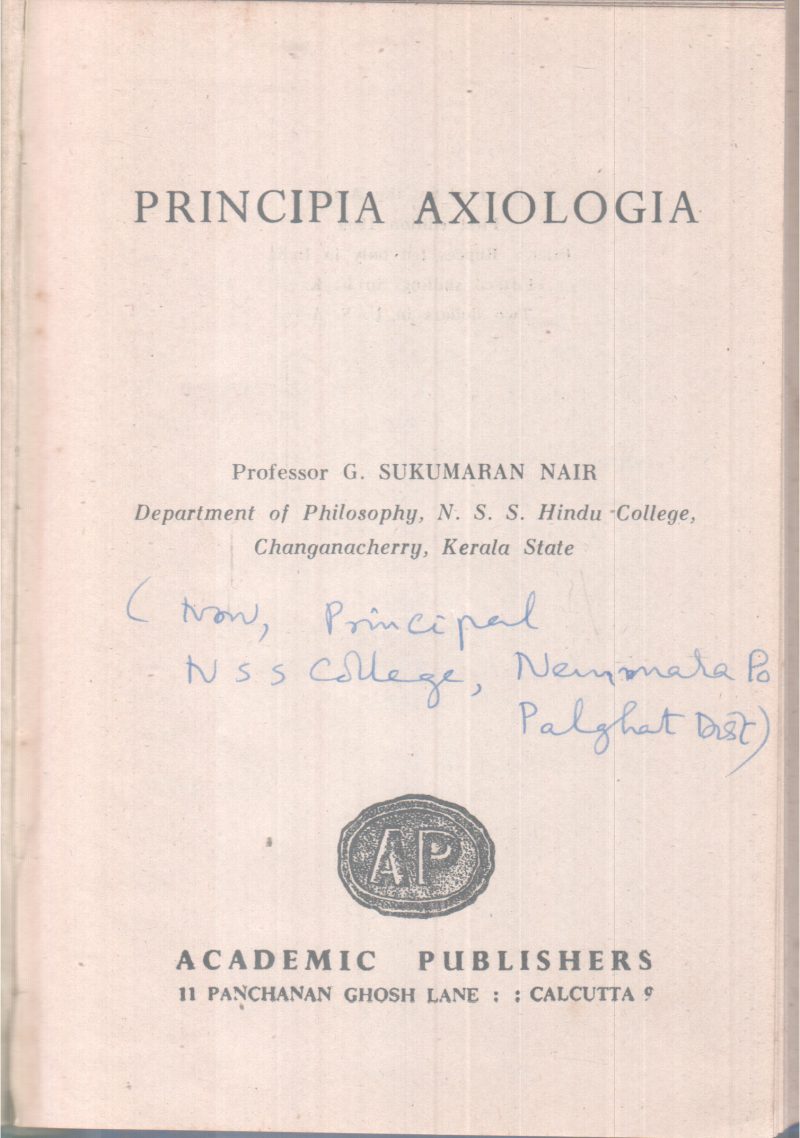 PRINCIPIA AXIOLOGIA
Professor G. SUKUMARAN NAIR
Department of Philosophy, N. S. S. Hindu College,
Changanacherry, Kerala State
( Now, Principal
N S S College, Nemmara Po
Palghat Dist)
AP
ACADEMIC PUBLISHERS
11 PANCHANAN GHOSH LANE : : CALCUTTA 9